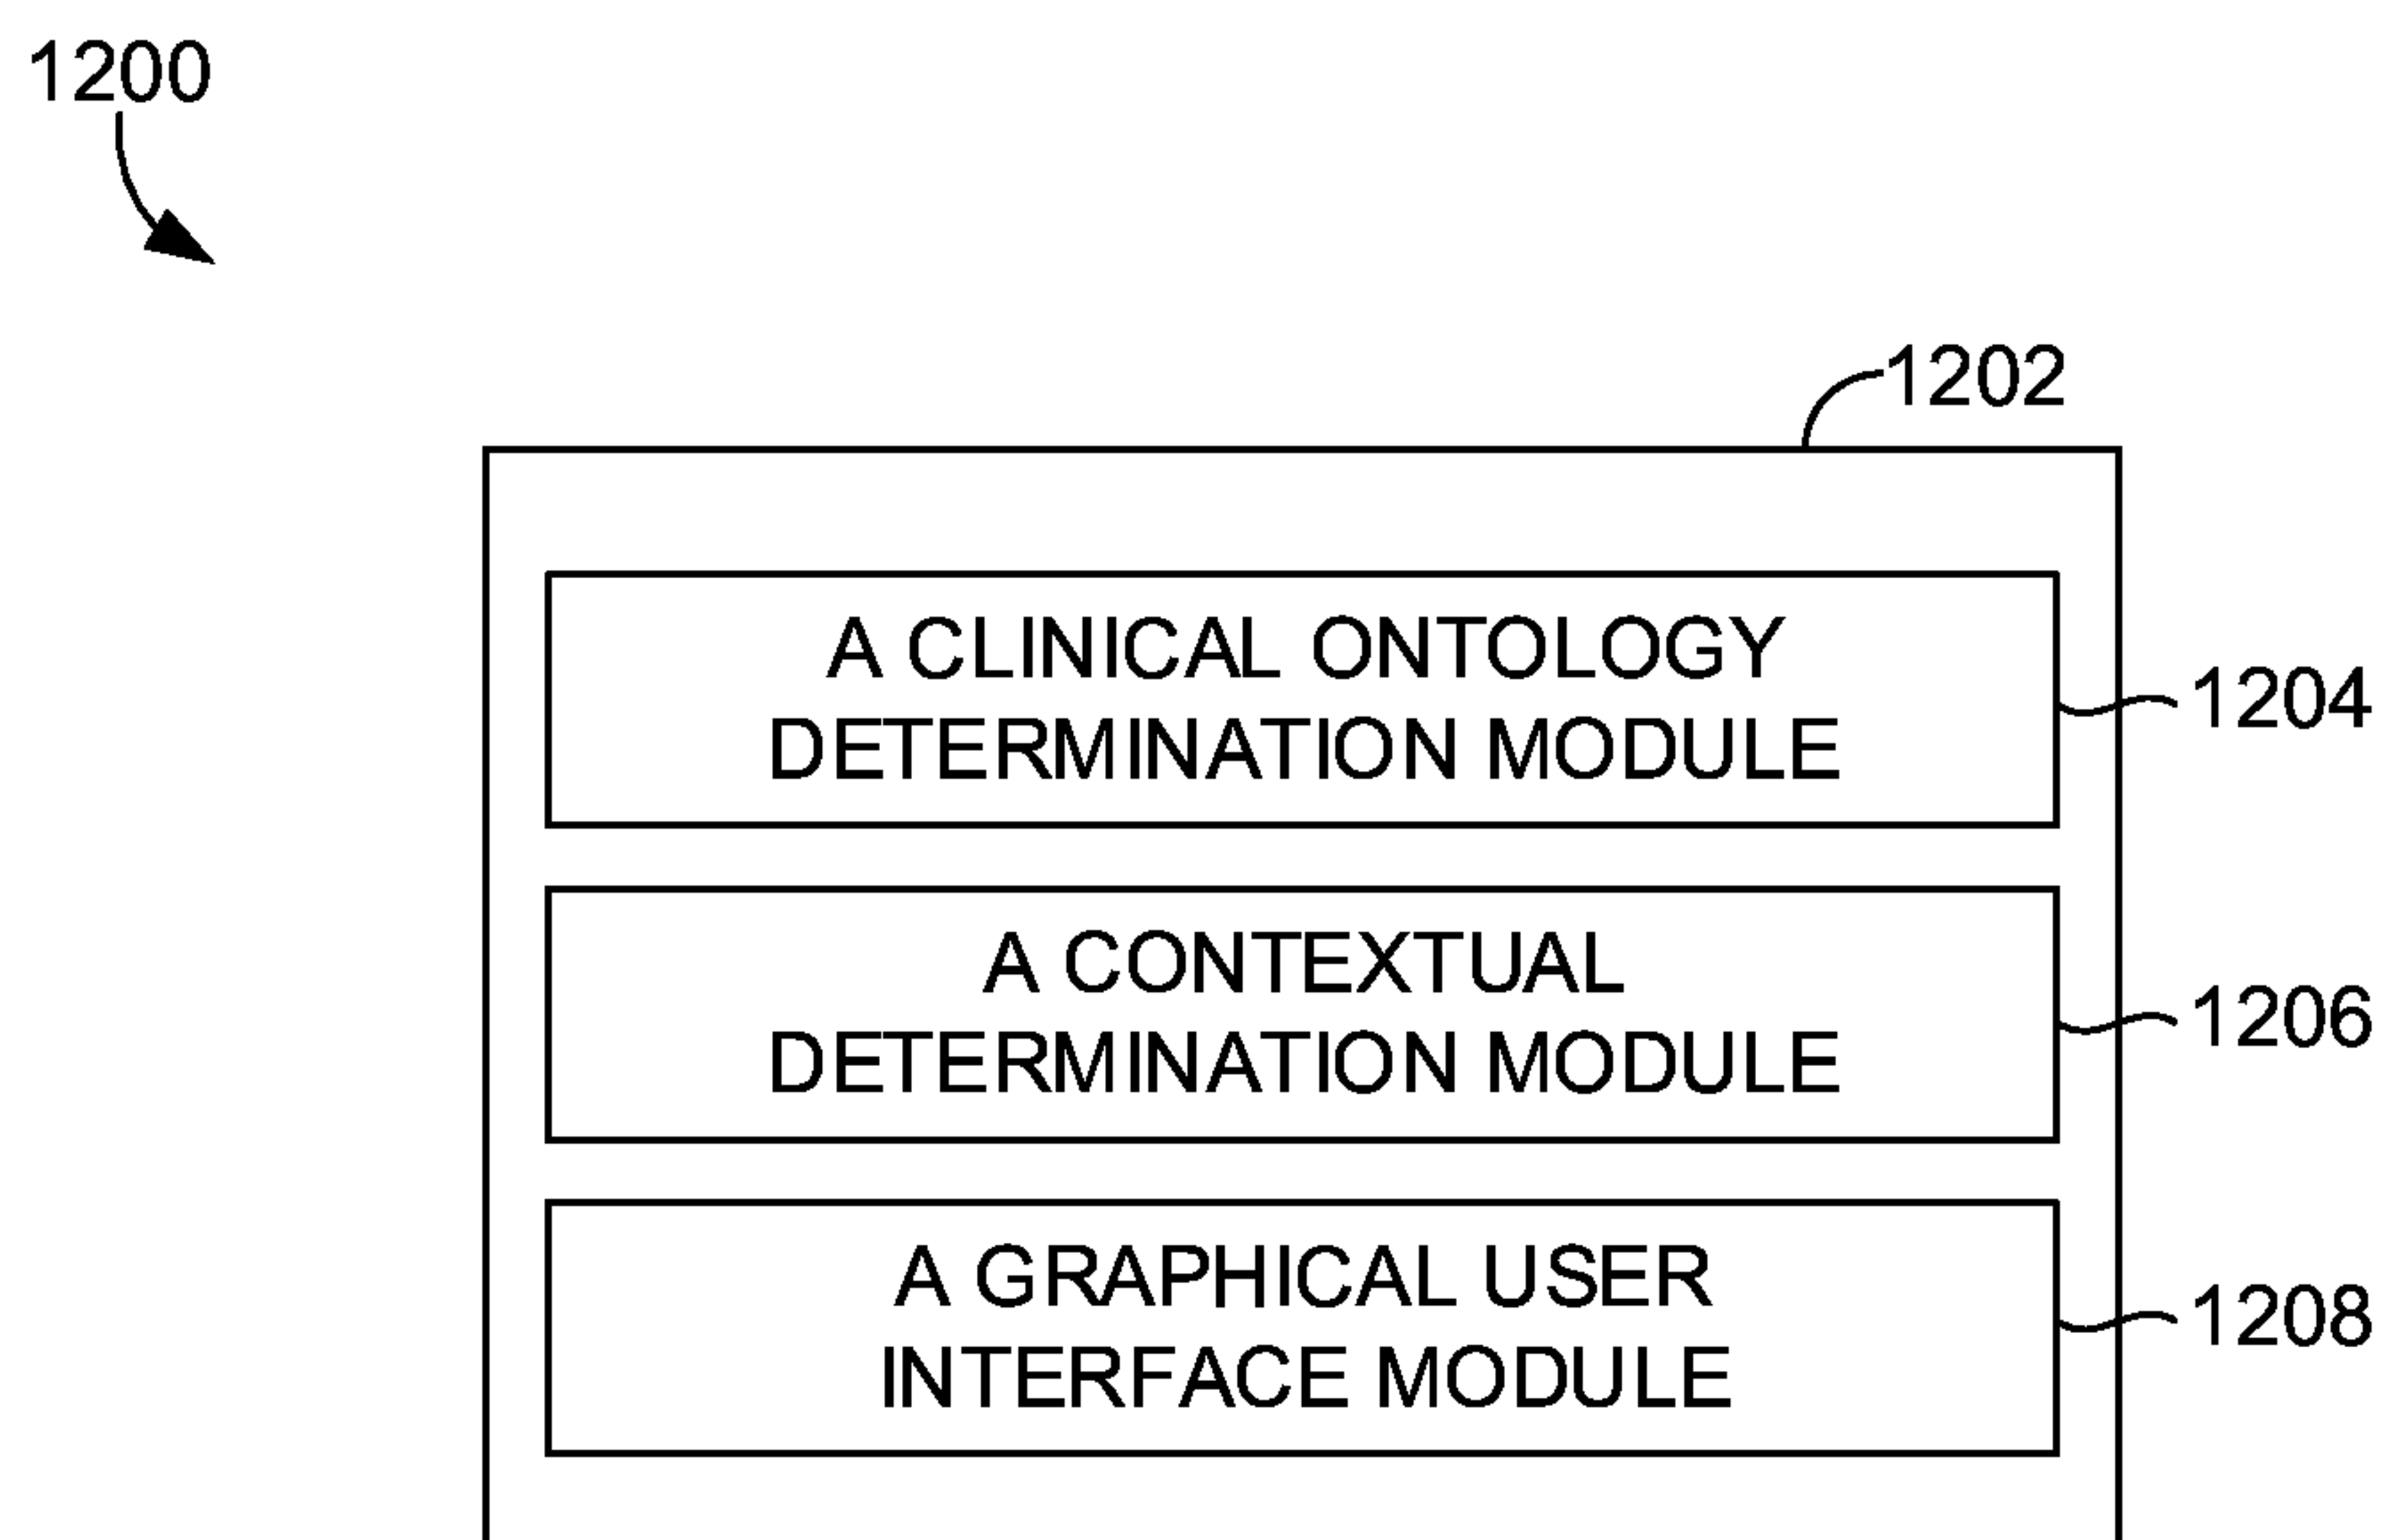 1200
1202
A CLINICAL ONTOLOGY
DETERMINATION MODULE
1204
A CONTEXTUAL
DETERMINATION MODULE
1206
A GRAPHICAL USER
INTERFACE MODULE
1208